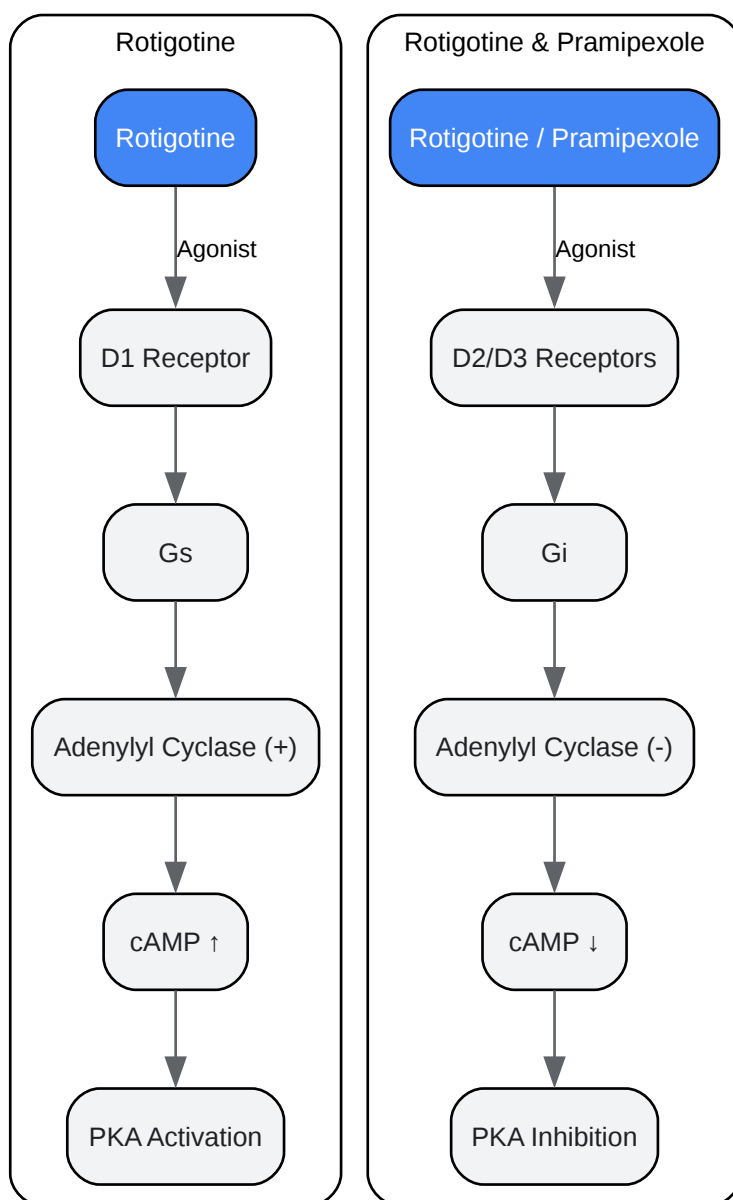 Rotigotine
Rotigotine
Agonist
D1 Receptor
Gs
Adenylyl Cyclase (+)
cAMP ↑
PKA Activation
Rotigotine & Pramipexole
Rotigotine / Pramipexole
Agonist
D2/D3 Receptors
Gi
Adenylyl Cyclase (-)
cAMP ↓
PKA Inhibition